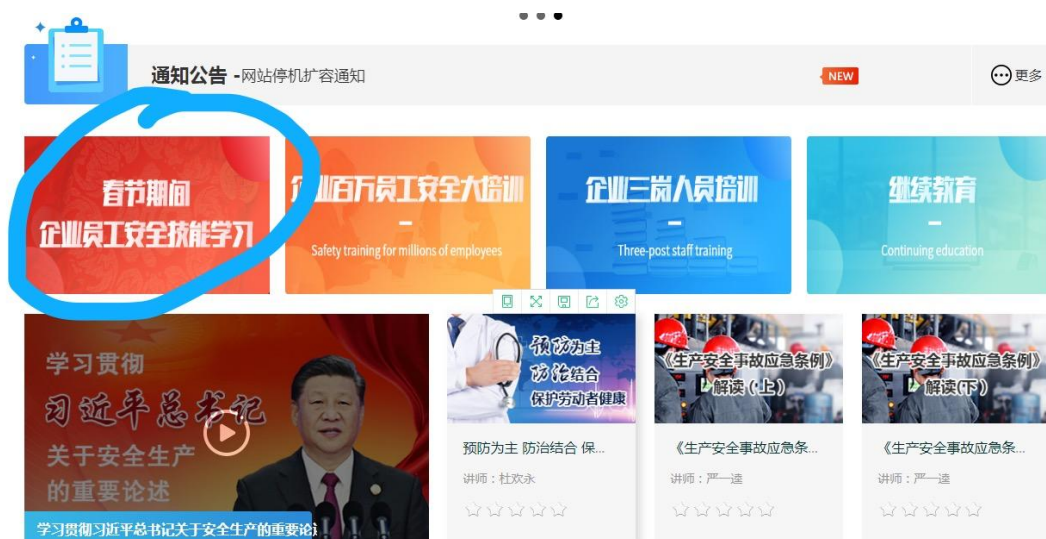 通知公告 -网站停机扩容通知
NEW
更多
春节期间
企业员工安全技能学习
企业百万员工安全大培训
Safety training for millions of employees
企业三岗人员培训
Three-post staff training
继续教育
Continuing education
学习贯彻
习近平总书记
关于安全生产
的重要论述
学习贯彻习近平总书记关于安全生产的重要论
预防为主
防治结合
保护劳动者健康
预防为主 防治结合 保...
讲师：杜欢永
《生产安全事故应急条例》
解读(上)
《生产安全事故应急条...
讲师：严一逵
《生产安全事故应急条例》
解读(下)
《生产安全事故应急条...
讲师：严一逵